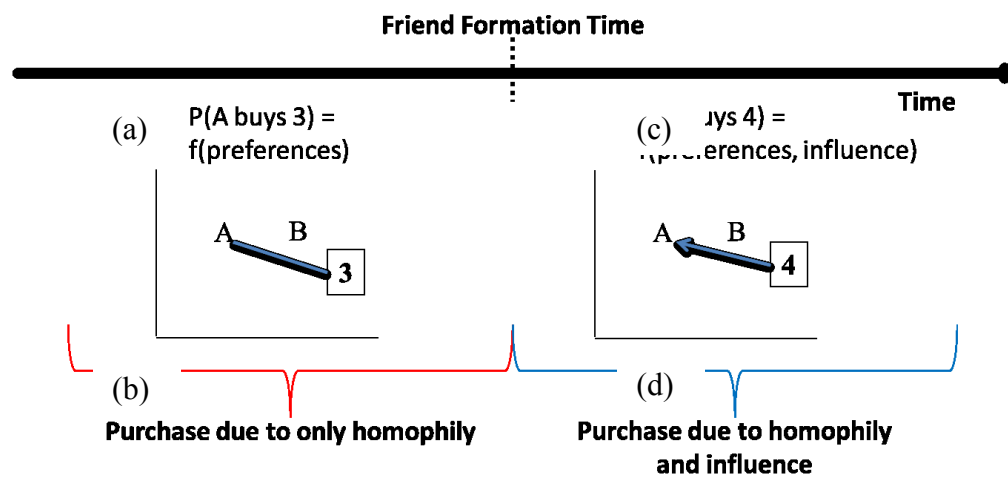 Friend Formation Time
Time
(a)
P(A buys 3) =
f(preferences)
A B
3
(b)
Purchase due to only homophily
(c)
4) =
influence)
A B
4
(d)
Purchase due to homophily
and influence